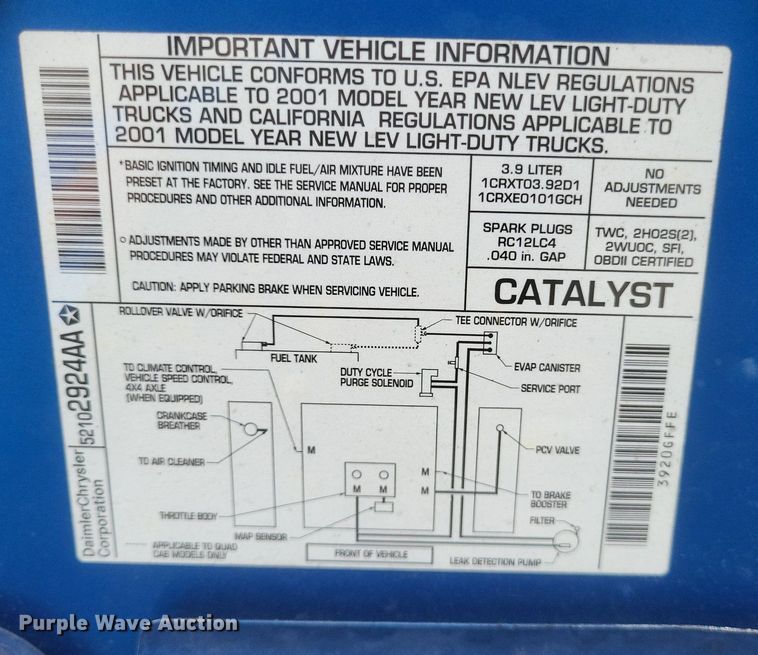 IMPORTANT VEHICLE INFORMATION
THIS VEHICLE CONFORMS TO U.S. EPA NLEV REGULATIONS
APPLICABLE TO 2001 MODEL YEAR NEW LEV LIGHT-DUTY
TRUCKS AND CALIFORNIA REGULATIONS APPLICABLE TO
2001 MODEL YEAR NEW LEV LIGHT-DUTY TRUCKS.
*BASIC IGNITION TIMING AND IDLE FUEL/AIR MIXTURE HAVE BEEN
PRESET AT THE FACTORY. SEE THE SERVICE MANUAL FOR PROPER
PROCEDURES AND OTHER ADDITIONAL INFORMATION.
ADJUSTMENTS MADE BY OTHER THAN APPROVED SERVICE MANUAL
PROCEDURES MAY VIOLATE FEDERAL AND STATE LAWS.
CAUTION: APPLY PARKING BRAKE WHEN SERVICING VEHICLE.
3.9 LITER
1CRXT03.92D1
1CRXE0101GCH
NO
ADJUSTMENTS
NEEDED
SPARK PLUGS
RC12LC4
.040 in. GAP
TWC, 2HO2S(2),
2WUOC, SFI,
OBDII CERTIFIED
CATALYST
ROLLOVER VALVE W/ORIFICE
TEE CONNECTOR W/ORIFICE
FUEL TANK
TO CLIMATE CONTROL,
VEHICLE SPEED CONTROL,
4X4 AXLE
(WHEN EQUIPPED)
DUTY CYCLE
PURGE SOLENOID
EVAP CANISTER
SERVICE PORT
CRANKCASE
BREATHER
M
PCV VALVE
TO AIR CLEANER
M
M M
M
TO BRAKE
BOOSTER
THROTTLE BODY
MAP SENSOR
FILTER
APPLICABLE TO QUAD
CAB MODELS ONLY
FRONT OF VEHICLE
LEAK DETECTION PUMP
DaimlerChrysler
Corporation
52102924AA
3920GFFE
Purple Wave Auction